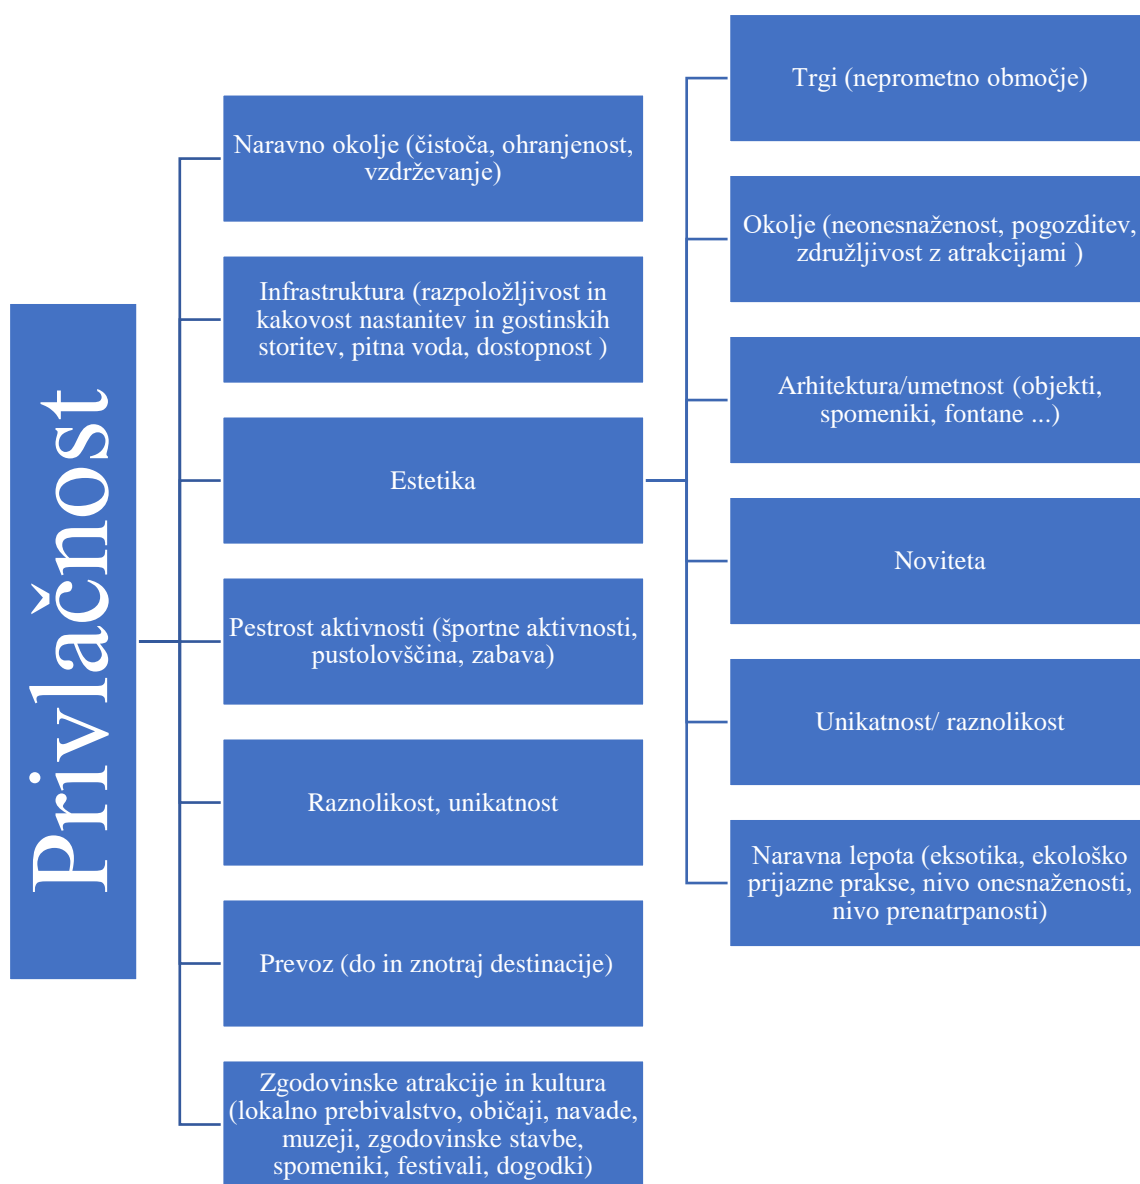 Privlačnost
Naravno okolje (čistoča, ohranjenost,
vzdrževanje)
Infrastruktura (razpoložljivost in
kakovost nastanitev in gostinskih
storitev, pitna voda, dostopnost )
Estetika
Pestrost aktivnosti (športne aktivnosti,
pustolovščina, zabava)
Raznolikost, unikatnost
Prevoz (do in znotraj destinacije)
Zgodovinske atrakcije in kultura
(lokalno prebivalstvo, običaji, navade,
muzeji, zgodovinske stavbe,
spomeniki, festivali, dogodki)
Trgi (neprometno območje)
Okolje (neonesnaženost, pogozditev,
združljivost z atrakcijami )
Arhitektura/umetnost (objekti,
spomeniki, fontane ...)
Noviteta
Unikatnost/ raznolikost
Naravna lepota (eksotika, ekološko
prijazne prakse, nivo onesnaženosti,
nivo prenatrpanosti)